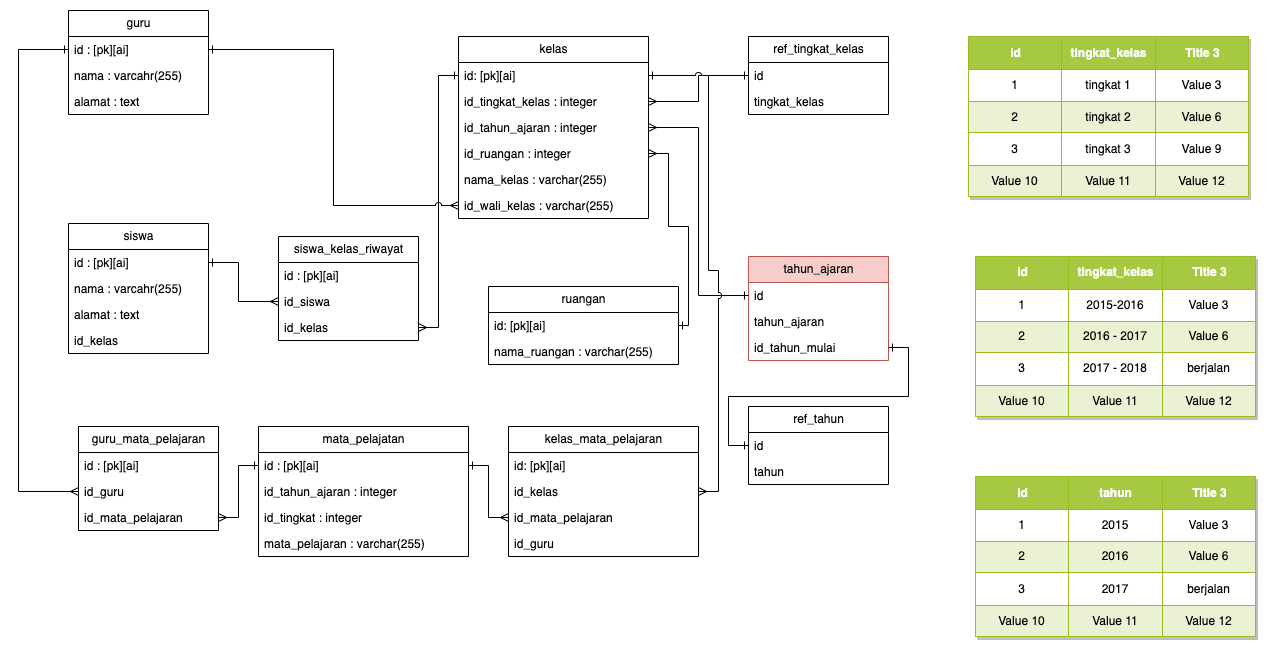 guru
id : [pk][ai]
nama : varcahr(255)
alamat : text
kelas
id: [pk][ai]
id_tingkat_kelas : integer
id_tahun_ajaran : integer
id_ruangan : integer
nama_kelas : varchar(255)
id_wali_kelas : varchar(255)
ref_tingkat_kelas
id
tingkat_kelas
id tingkat_kelas Title 3
1 tingkat 1 Value 3
2 tingkat 2 Value 6
3 tingkat 3 Value 9
Value 10 Value 11 Value 12
siswa
id : [pk][ai]
nama : varcahr(255)
alamat : text
id_kelas
siswa_kelas_riwayat
id : [pk][ai]
id_siswa
id_kelas
ruangan
id: [pk][ai]
nama_ruangan : varchar(255)
tahun_ajaran
id
tahun_ajaran
id_tahun_mulai
id tingkat_kelas Title 3
1 2015-2016 Value 3
2 2016 - 2017 Value 6
3 2017 - 2018 berjalan
Value 10 Value 11 Value 12
guru_mata_pelajaran
id : [pk][ai]
id_guru
id_mata_pelajaran
mata_pelajatan
id : [pk][ai]
id_tahun_ajaran : integer
id_tingkat : integer
mata_pelajaran : varchar(255)
kelas_mata_pelajaran
id: [pk][ai]
id_kelas
id_mata_pelajaran
id_guru
ref_tahun
id
tahun
id tahun Title 3
1 2015 Value 3
2 2016 Value 6
3 2017 berjalan
Value 10 Value 11 Value 12